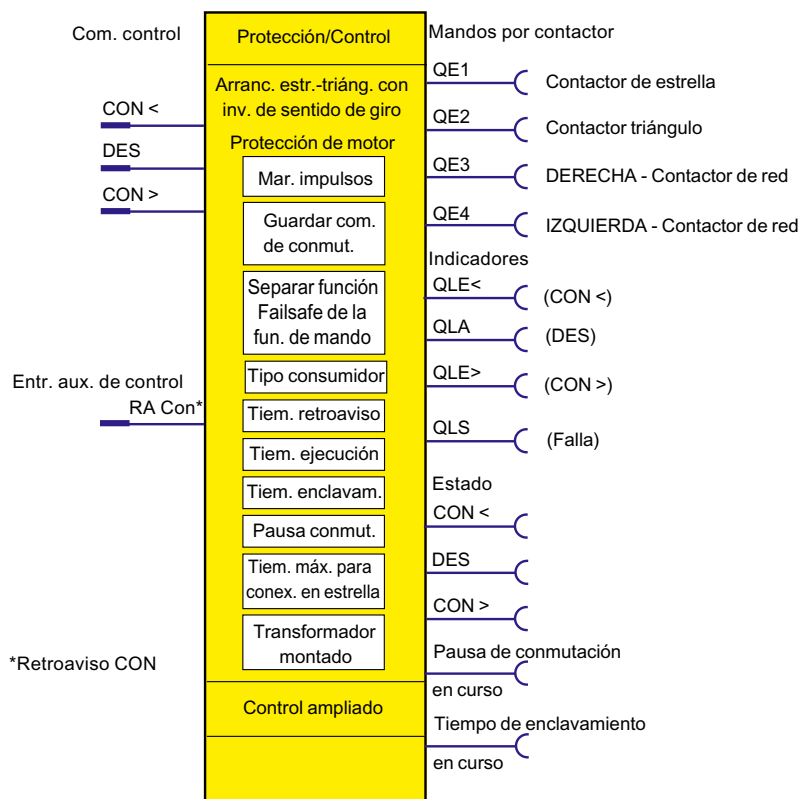 Com. control
CON <
DES
CON >
Entr. aux. de control
RA Con*
*Retroaviso CON
Protección/Control
Arranc. estr.-triáng. con
inv. de sentido de giro
Protección de motor
Mar. impulsos
Guardar com.
de conmut.
Separar función
Failsafe de la
fun. de mando
Tipo consumidor
Tiem. retroaviso
Tiem. ejecución
Tiem. enclavam.
Pausa conmut.
Tiem. máx. para
conex. en estrella
Transformador
montado
Control ampliado
Mandos por contactor
QE1 Contactor de estrella
QE2 Contactor triángulo
QE3 DERECHA - Contactor de red
QE4 IZQUIERDA - Contactor de red
Indicadores
QLE< (CON <)
QLA (DES)
QLE> (CON >)
QLS (Falla)
Estado
CON <
DES
CON >
Pausa de conmutación
en curso
Tiempo de enclavamiento
en curso